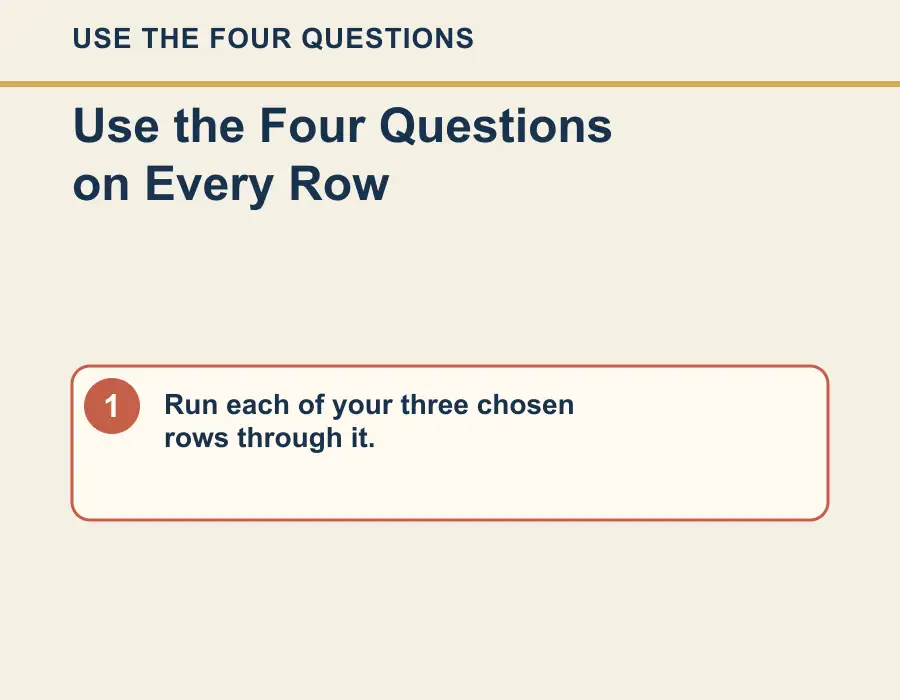 USE THE FOUR QUESTIONS
Use the Four Questions
on Every Row
1
Run each of your three chosen
rows through it.